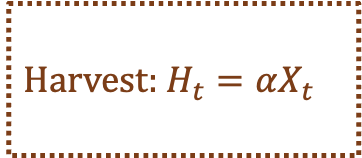 Harvest: 𝐻ₜ = 𝛼𝑋ₜ